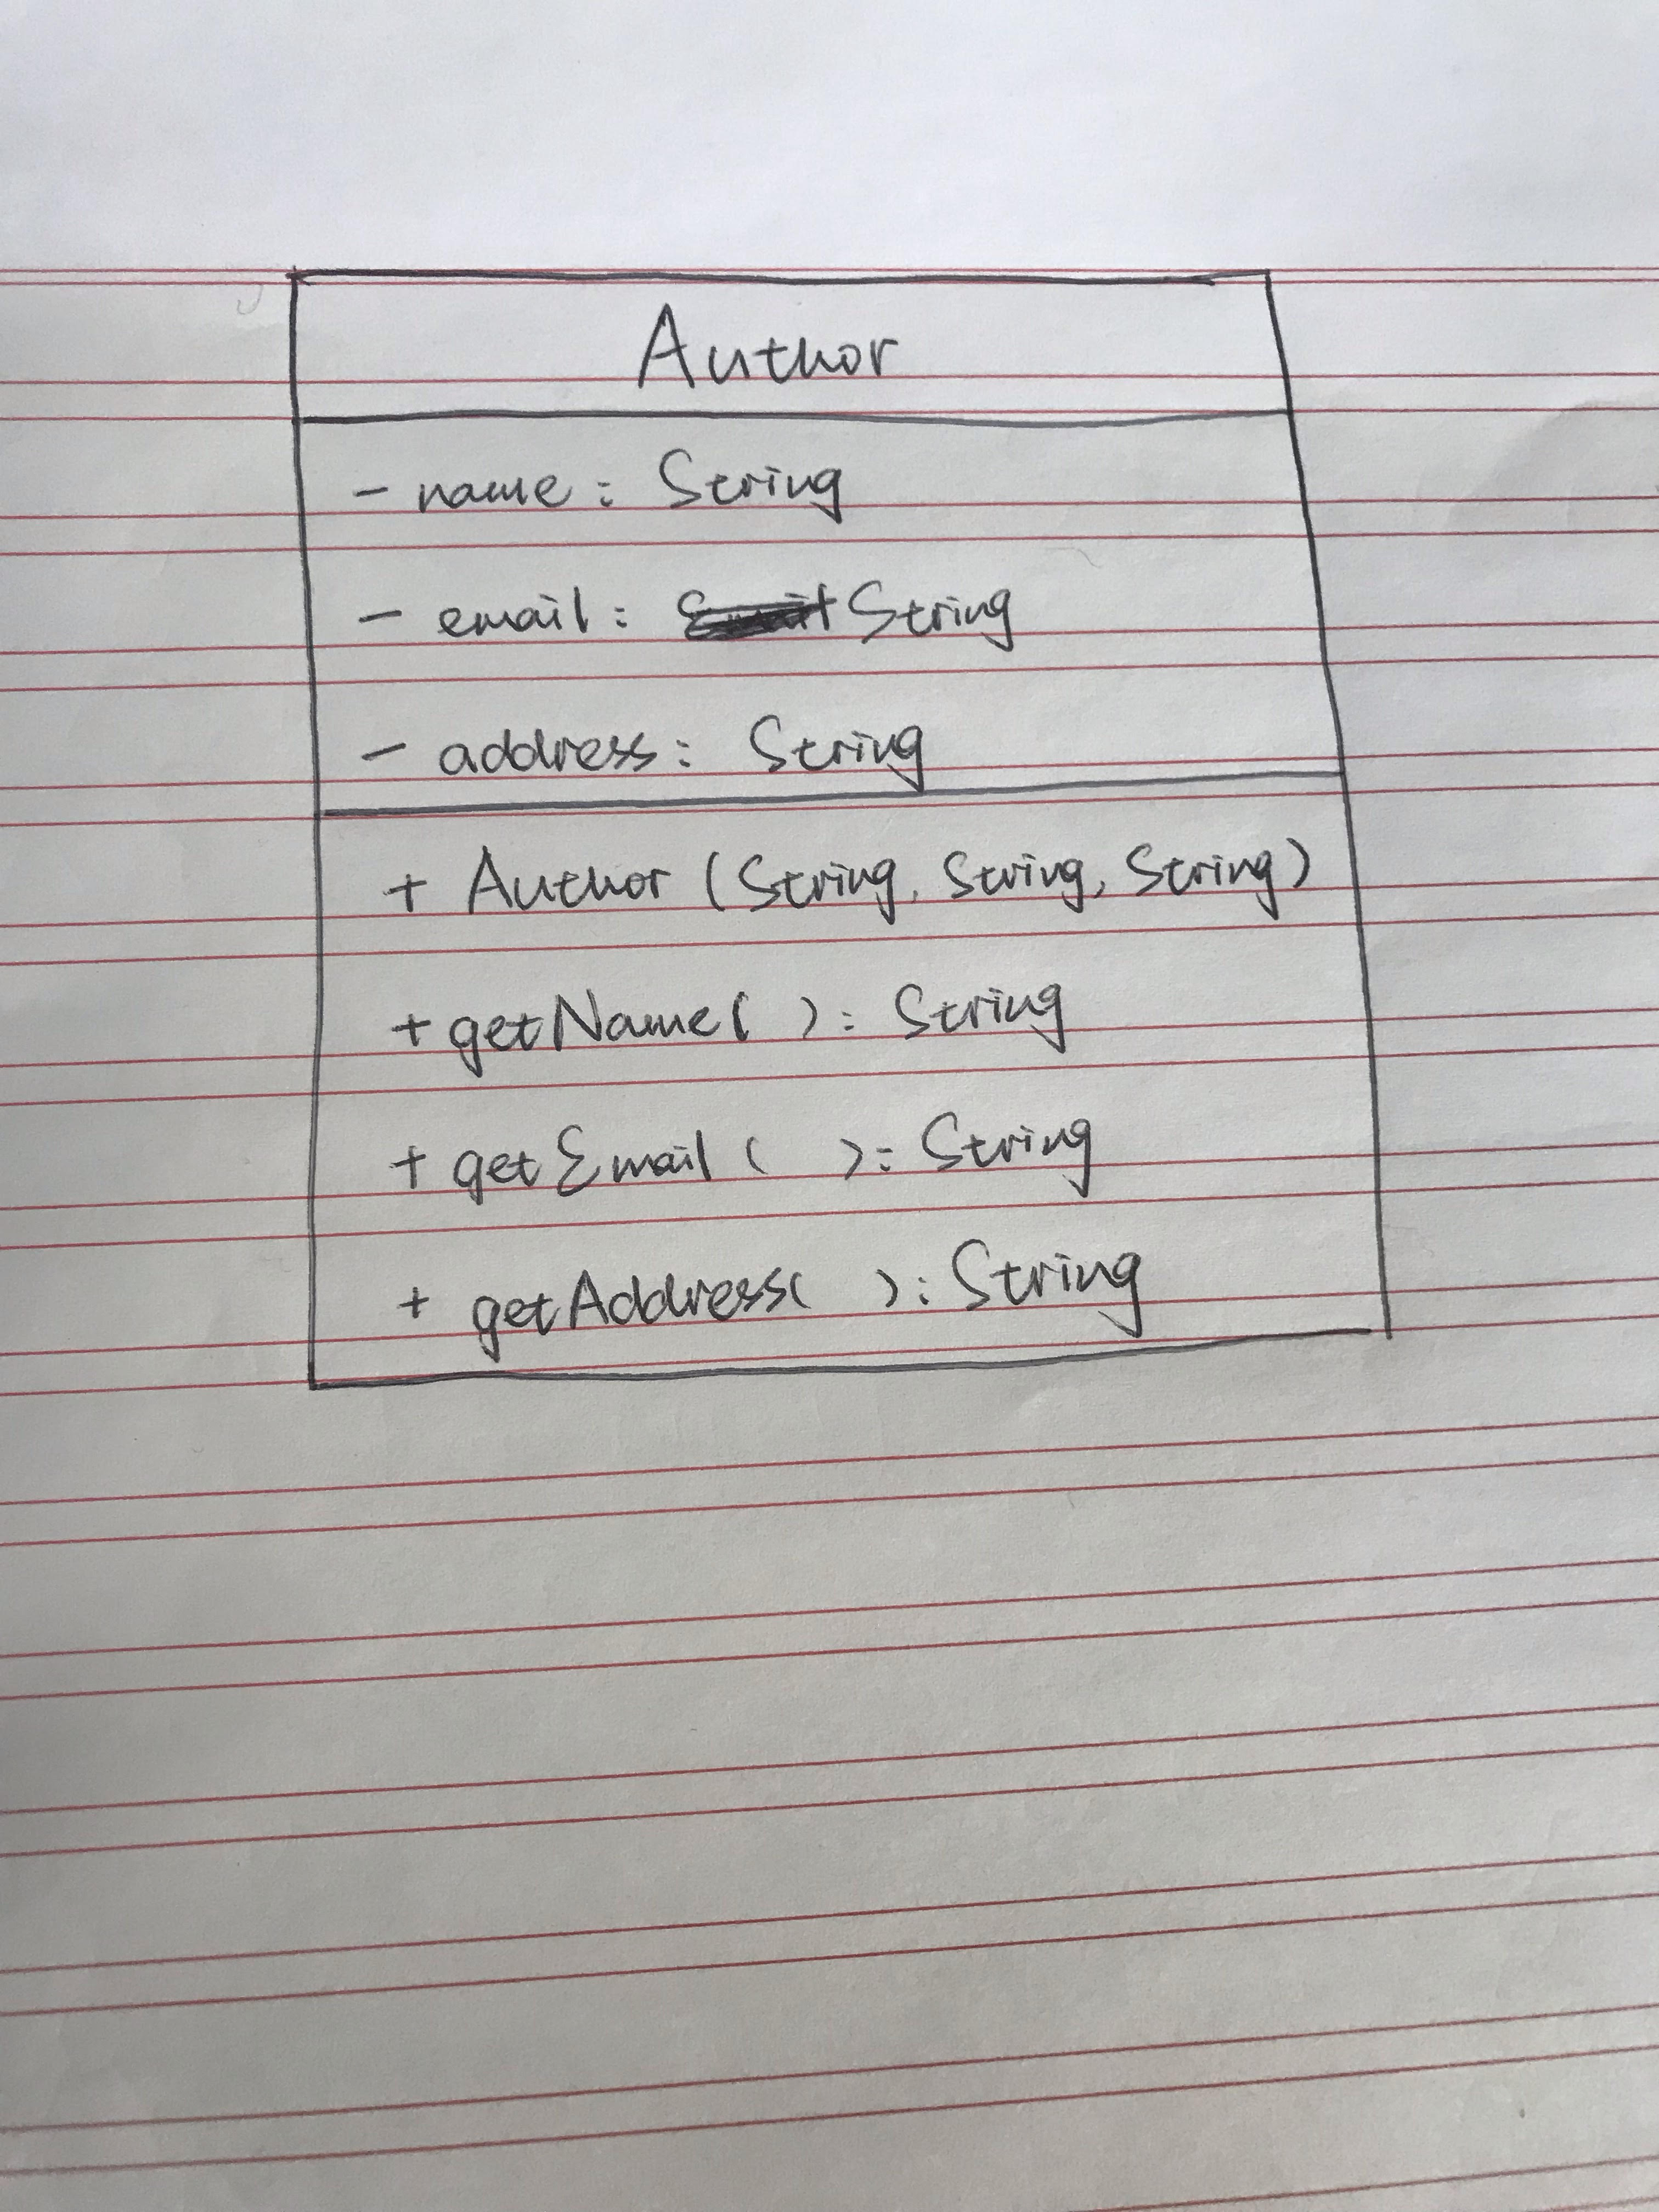 Author
- name : String
- email : String
- address : String
+ Author (String, String, String)
+ getName( ) : String
+ getEmail ( ) : String
+ getAddress( ) : String